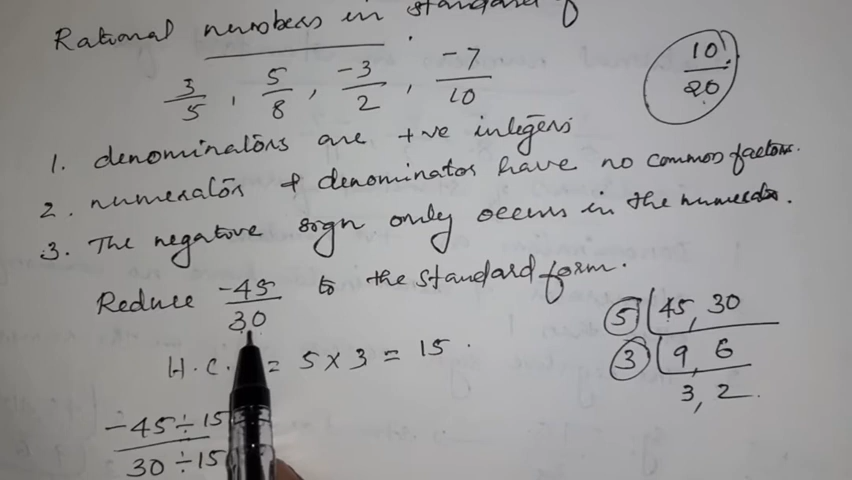 Rational numbers in standard f
3/5, 5/8, -3/2, -7/10
10/20
1. denominators are +ve integers
2. numerator & denominator have no common factors.
3. The negative sign only occurs in the numerator.
Reduce -45/30 to the standard form.
H.C. = 5 × 3 = 15.
5 | 45, 30
3 | 9, 6
3, 2.
-45 ÷ 15
30 ÷ 15